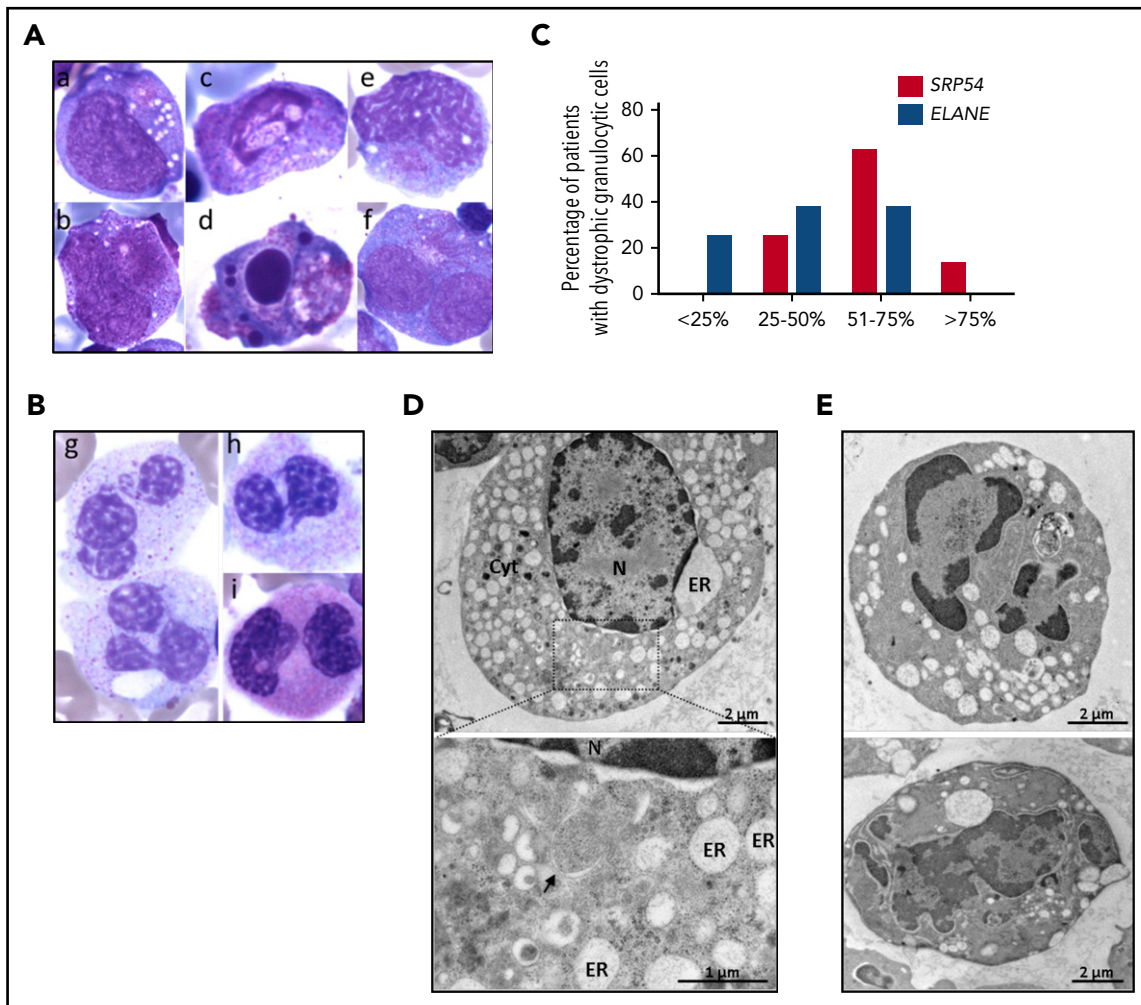 A
a
c
e
b
d
f
B
g
h
i
C
Percentage of patients
with dystrophic granulocytic cells
80
60
40
20
0
<25%
25-50%
51-75%
>75%
SRP54
ELANE
D
Cyt
N
ER
2 µm
N
ER
ER
ER
1 µm
E
2 µm
2 µm